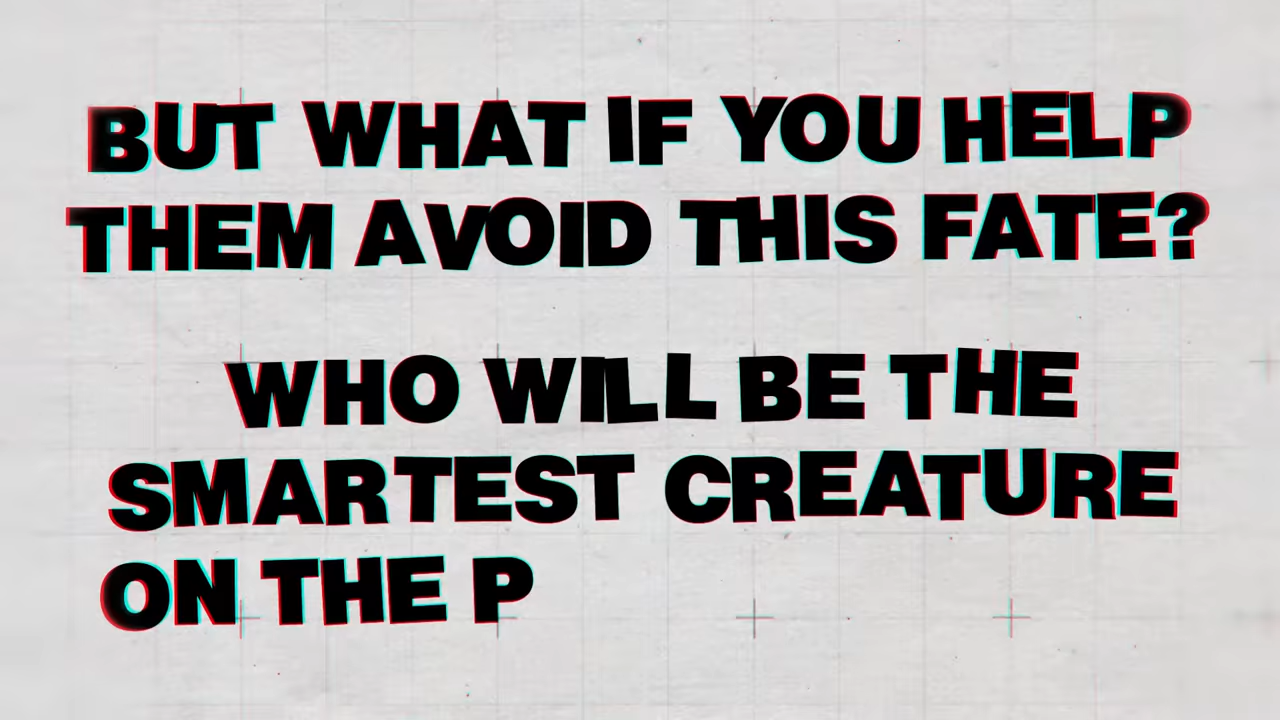 BUT WHAT IF YOU HELP
THEM AVOID THIS FATE?
WHO WILL BE THE
SMARTEST CREATURE
ON THE P